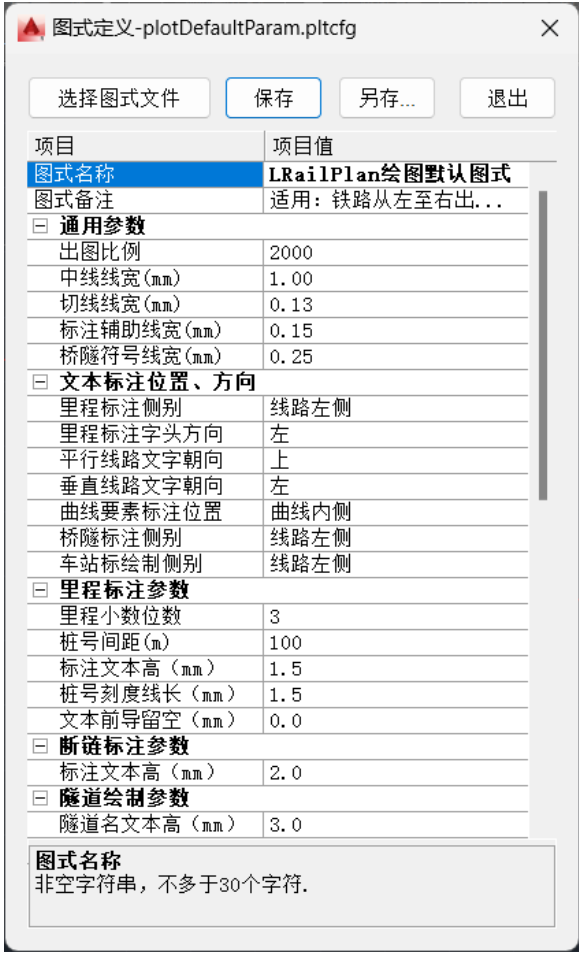 图式定义-plotDefaultParam.pltcfg
选择图式文件 保存 另存... 退出
项目 项目值
图式名称 LRailPlan绘图默认图式
图式备注 适用：铁路从左至右出...
通用参数
出图比例 2000
中线线宽(mm) 1.00
切线线宽(mm) 0.13
标注辅助线宽(mm) 0.15
桥隧符号线宽(mm) 0.25
文本标注位置、方向
里程标注侧别 线路左侧
里程标注字头方向 左
平行线路文字朝向 上
垂直线路文字朝向 左
曲线要素标注位置 曲线内侧
桥隧标注侧别 线路左侧
车站标绘制侧别 线路左侧
里程标注参数
里程小数位数 3
桩号间距(m) 100
标注文本高（mm） 1.5
桩号刻度线长（mm） 1.5
文本前导留空（mm） 0.0
断链标注参数
标注文本高（mm） 2.0
隧道绘制参数
隧道名文本高（mm） 3.0
图式名称
非空字符串，不多于30个字符.